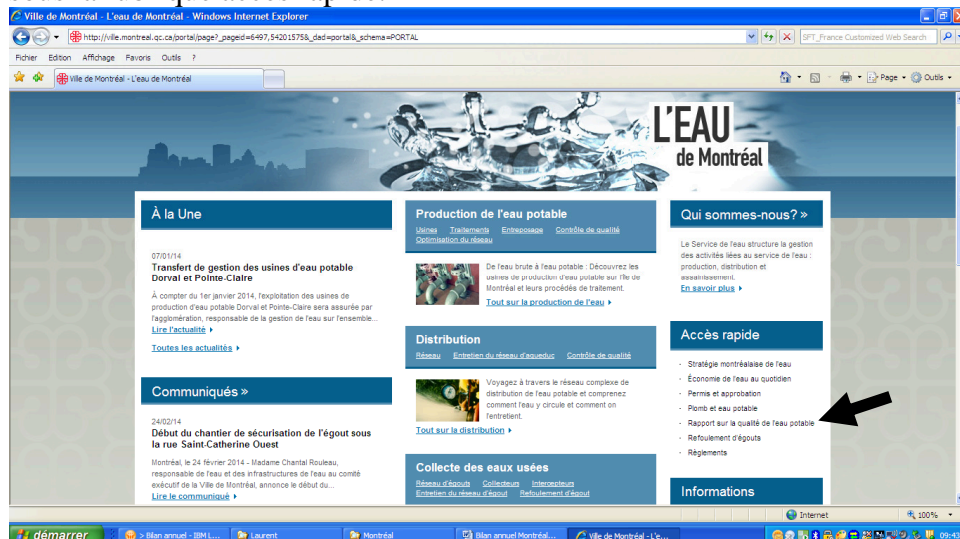 Ville de Montréal - L'eau de Montréal - Windows Internet Explorer
http://ville.montreal.qc.ca/portal/page?_pageid=6497,54201575&_dad=portal&_schema=PORTAL
SFT_France Customized Web Search
Fichier Edition Affichage Favoris Outils ?
Ville de Montréal - L'eau de Montréal
Page
Outils
L'EAU
de Montréal
À la Une
07/01/14
Transfert de gestion des usines d'eau potable
Dorval et Pointe-Claire
À compter du 1er janvier 2014, l'exploitation des usines de
production d'eau potable Dorval et Pointe-Claire sera assurée par
l'agglomération, responsable de la gestion de l'eau sur l'ensemble...
Lire l'actualité
Toutes les actualités
Communiqués »
24/02/14
Début du chantier de sécurisation de l'égout sous
la rue Saint-Catherine Ouest
Montréal, le 24 février 2014 - Madame Chantal Rouleau,
responsable de l'eau et des infrastructures de l'eau au comité
exécutif de la Ville de Montréal, annonce le début du...
Lire le communiqué
Production de l'eau potable
Usines Traitements Entreposage Contrôle de qualité
Optimisation du réseau
De l'eau brute à l'eau potable : Découvrez les
usines de production d'eau potable sur l'île de
Montréal et leurs procédés de traitement.
Tout sur la production de l'eau
Distribution
Réseau Entretien du réseau d'aqueduc Contrôle de qualité
Voyagez à travers le réseau complexe de
distribution de l'eau potable et comprenez
comment l'eau y circule et comment on
l'entretient.
Tout sur la distribution
Collecte des eaux usées
Réseau d'égouts Collecteurs Intercepteurs
Entretien du réseau d'égout Refoulement d'égout
Qui sommes-nous? »
Le Service de l'eau structure la gestion
des activités liées au service de l'eau :
production, distribution et
assainissement.
En savoir plus
Accès rapide
Stratégie montréalaise de l'eau
Économie de l'eau au quotidien
Permis et approbation
Plomb et eau potable
Rapport sur la qualité de l'eau potable
Refoulement d'égouts
Règlements
Informations
Internet
100%
démarrer
> Bilan annuel - IBM L...
Laurent
Montréal
Bilan annuel Montréal...
Ville de Montréal - L'e...
09:43